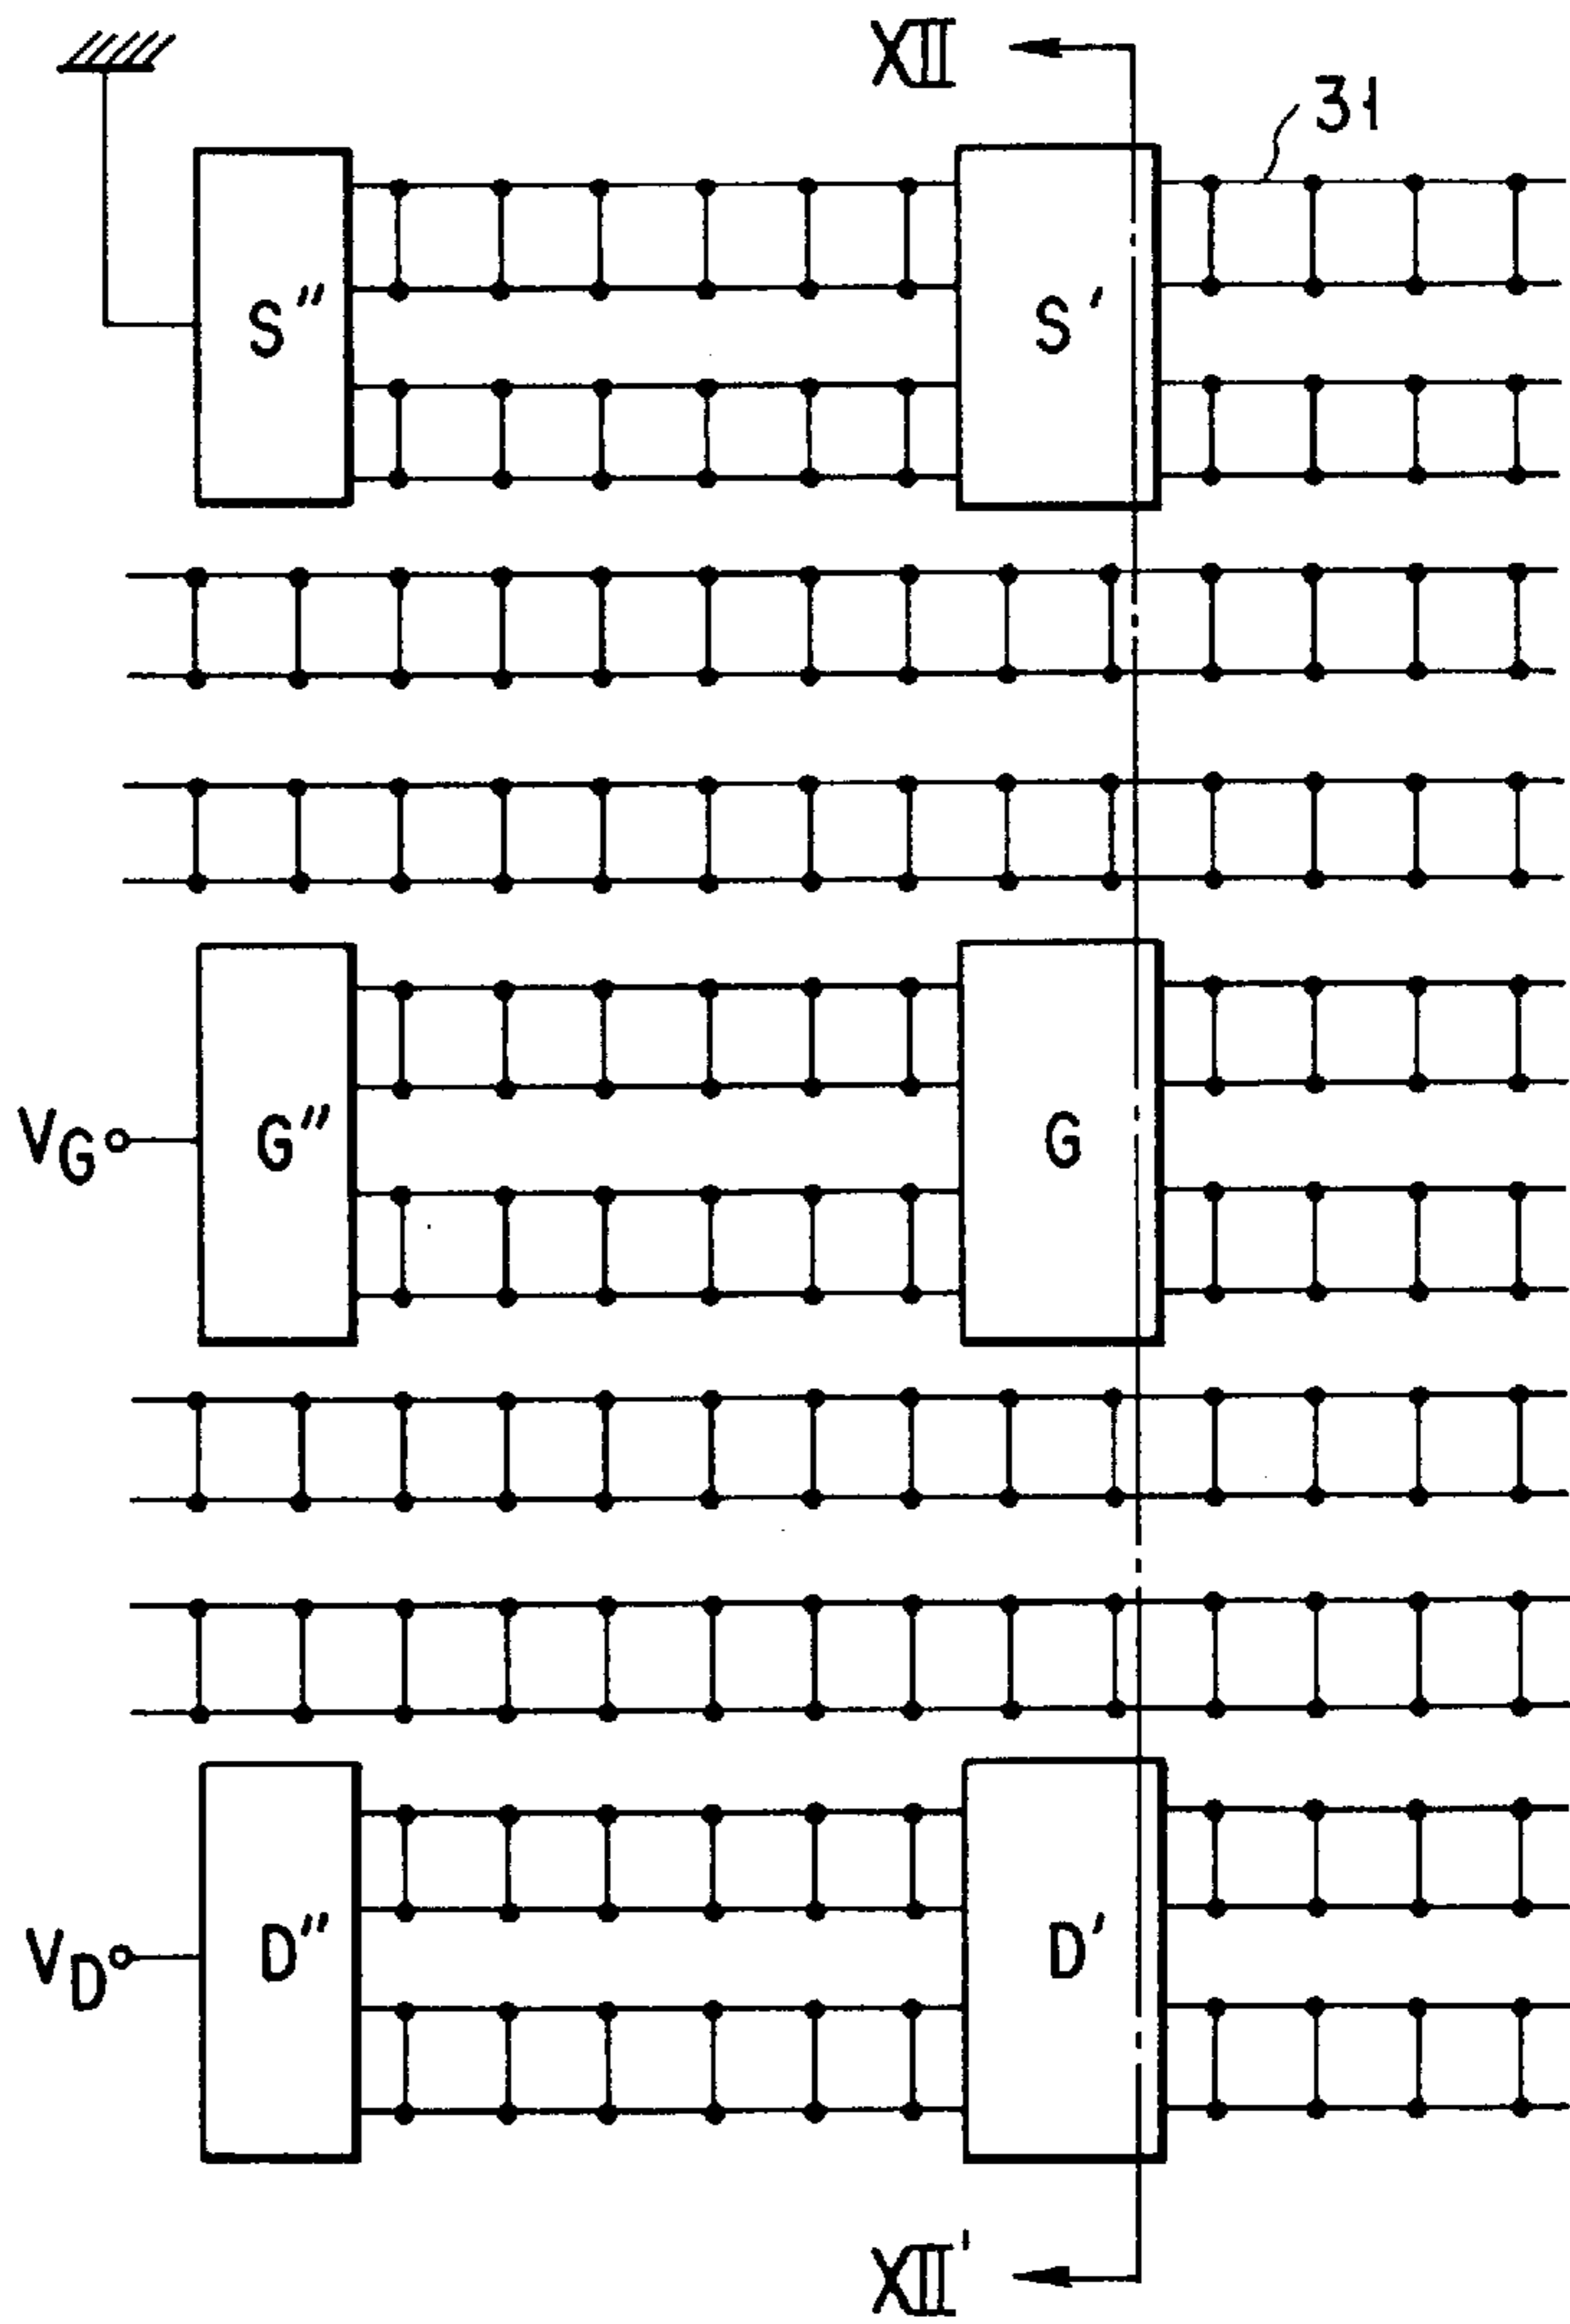 XII
31
S" S'
VG G" G
VD D" D'
XII'